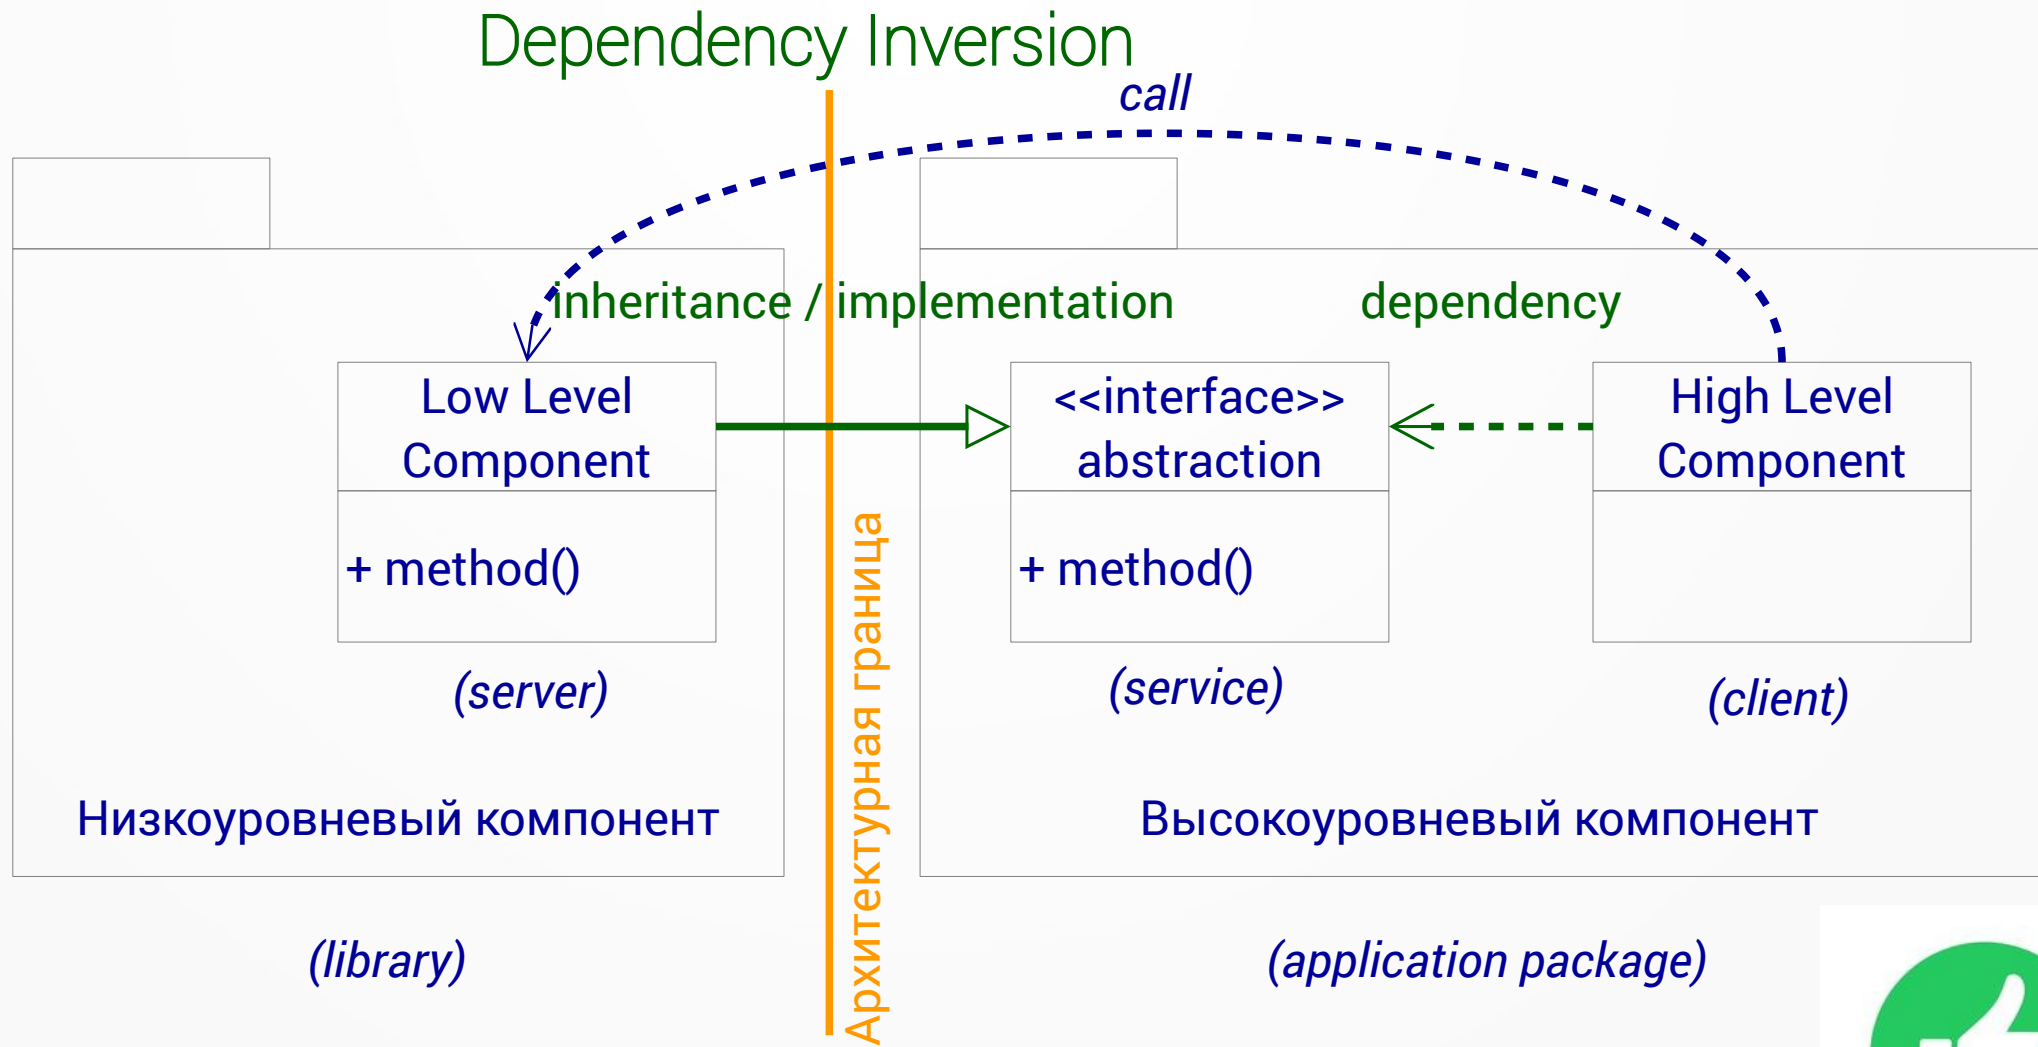 Dependency Inversion
call
inheritance / implementation
dependency
Low Level
Component
+ method()
(server)
<<interface>>
abstraction
+ method()
(service)
High Level
Component
(client)
Архитектурная граница
Низкоуровневый компонент
Высокоуровневый компонент
(library)
(application package)